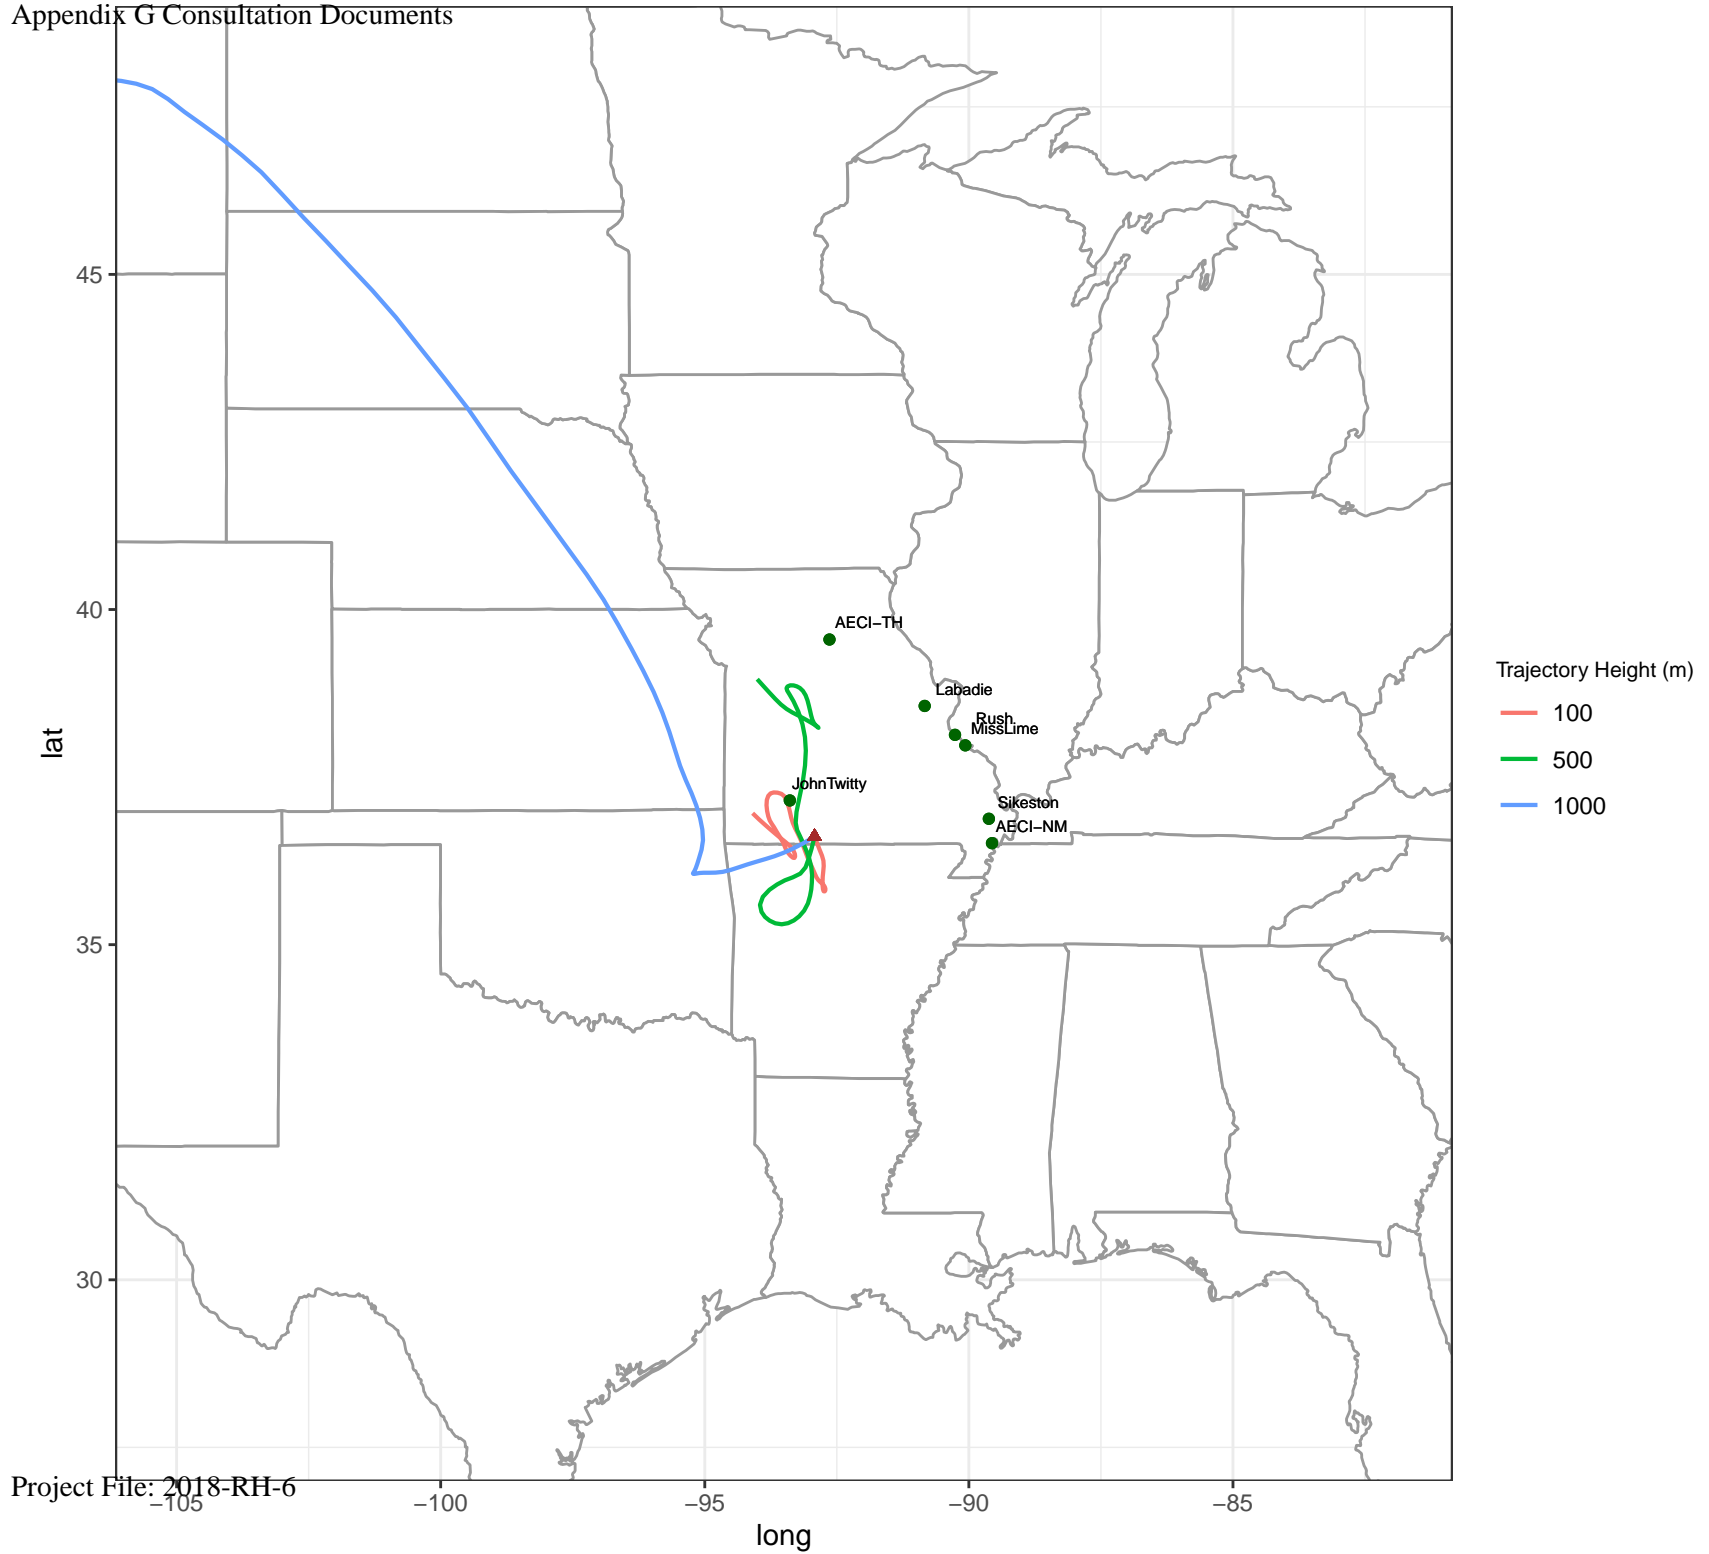 Appendix G Consultation Documents
45
40
35
30
lat
AECI−TH
Labadie
Rush
MissLime
JohnTwitty
Sikeston
AECI−NM
Trajectory Height (m)
100
500
1000
Project File: 2018-RH-6
−105
−100
−95
−90
−85
long